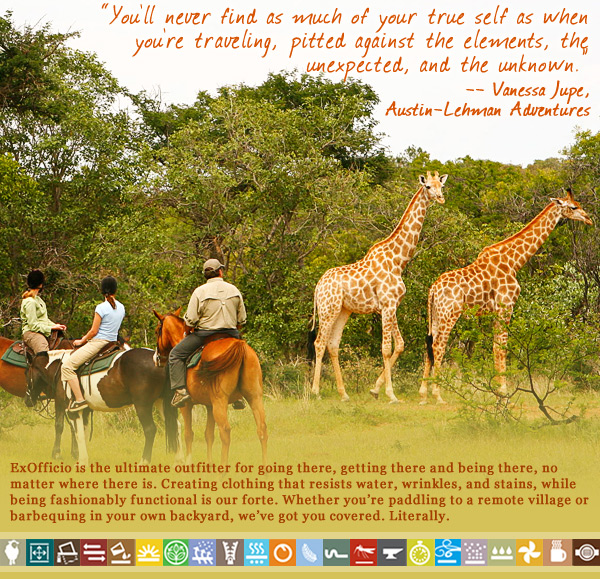 “You'll never find as much of your true self as when
you're traveling, pitted against the elements, the
unexpected, and the unknown.”
-- Vanessa Jupe,
Austin-Lehman Adventures
ExOfficio is the ultimate outfitter for going there, getting there and being there, no
matter where there is. Creating clothing that resists water, wrinkles, and stains, while
being fashionably functional is our forte. Whether you’re paddling to a remote village or
barbequing in your own backyard, we’ve got you covered. Literally.